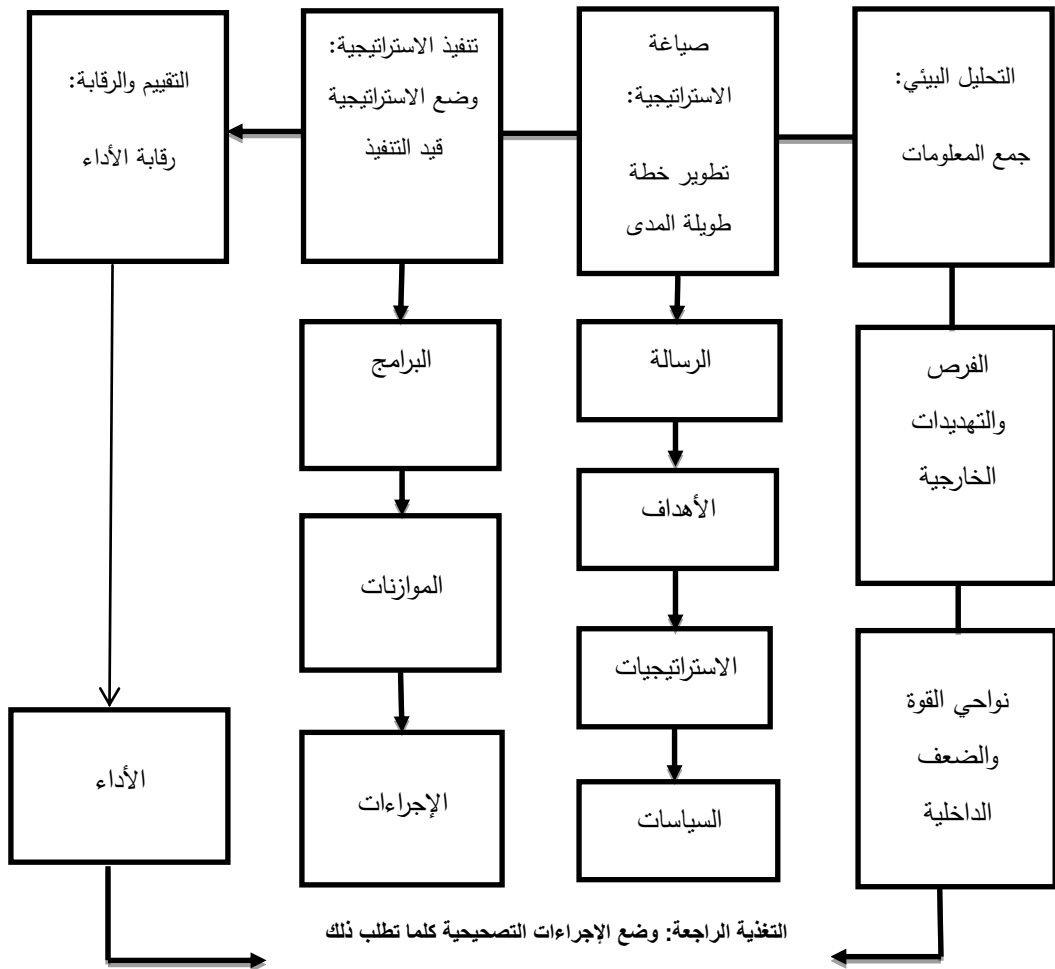 التحليل البيئي:
جمع المعلومات
صياغة
الاستراتيجية:
تطوير خطة
طويلة المدى
تنفيذ الاستراتيجية:
وضع الاستراتيجية
قيد التنفيذ
التقييم والرقابة:
رقابة الأداء
الفرص
والتهديدات
الخارجية
نواحي القوة
والضعف
الداخلية
الرسالة
الأهداف
الاستراتيجيات
السياسات
البرامج
الموازنات
الإجراءات
الأداء
التغذية الراجعة: وضع الإجراءات التصحيحية كلما تطلب ذلك